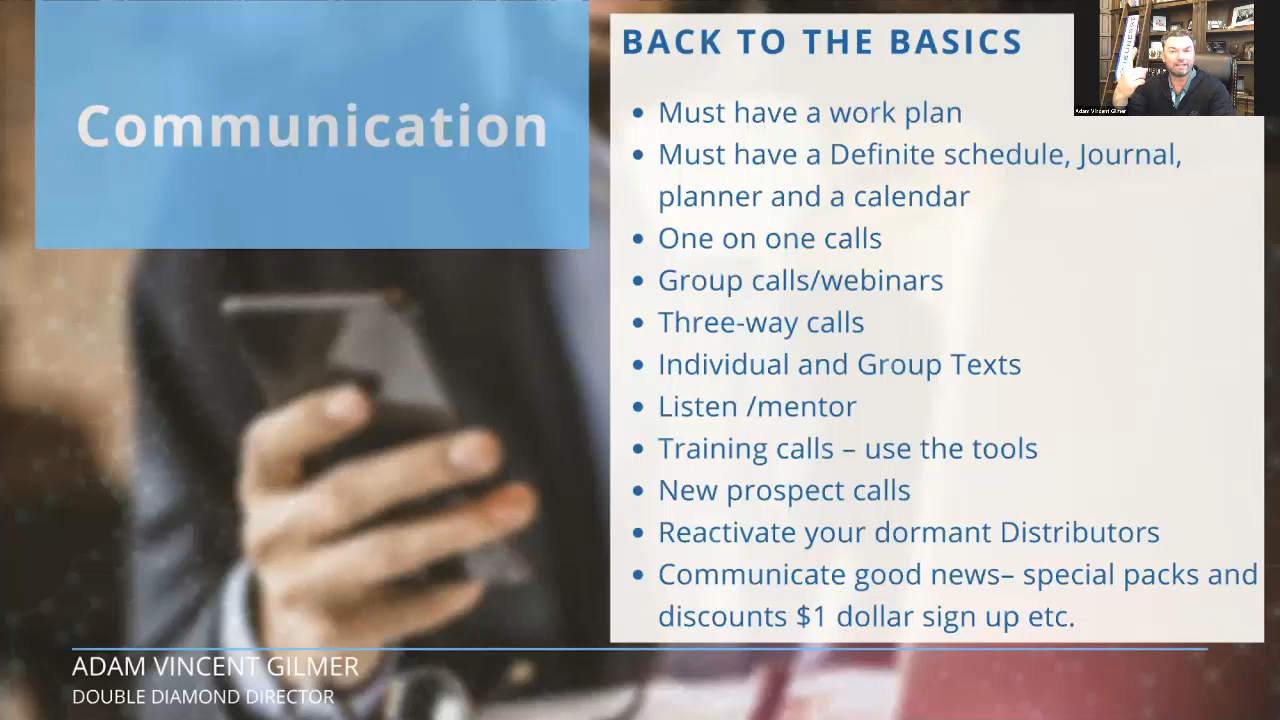 Communication
BACK TO THE BASICS
• Must have a work plan
• Must have a Definite schedule, Journal,
planner and a calendar
• One on one calls
• Group calls/webinars
• Three-way calls
• Individual and Group Texts
• Listen /mentor
• Training calls – use the tools
• New prospect calls
• Reactivate your dormant Distributors
• Communicate good news– special packs and
discounts $1 dollar sign up etc.
Adam Vincent Gilmer
ADAM VINCENT GILMER
DOUBLE DIAMOND DIRECTOR